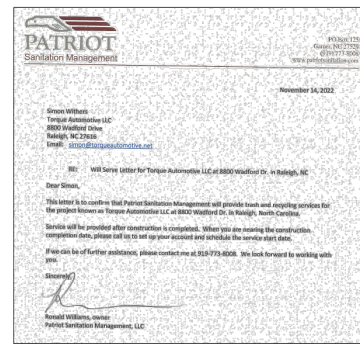 PATRIOT
Sanitation Management
Garner, NC 27529
November 14, 2022
Simon Withers
Torque Automotive LLC
8800 Wadford Drive
Raleigh, NC 27616
Email: simon@torqueautomotive.net
RE: Will Serve Letter for Torque Automotive LLC at 8800 Wadford Dr. in Raleigh, NC
Dear Simon,
This letter is to confirm that Patriot Sanitation Management will provide trash and recycling services for
the project known as Torque Automotive LLC at 8800 Wadford Dr. in Raleigh, North Carolina.
Service will be provided after construction is completed. When you are nearing the construction
completion date, please call us to set up your account and schedule the service start date.
If we can be of further assistance, please contact me at 919-773-8008. We look forward to working with
you.
Sincerely,
Ronald Williams, owner
Patriot Sanitation Management, LLC